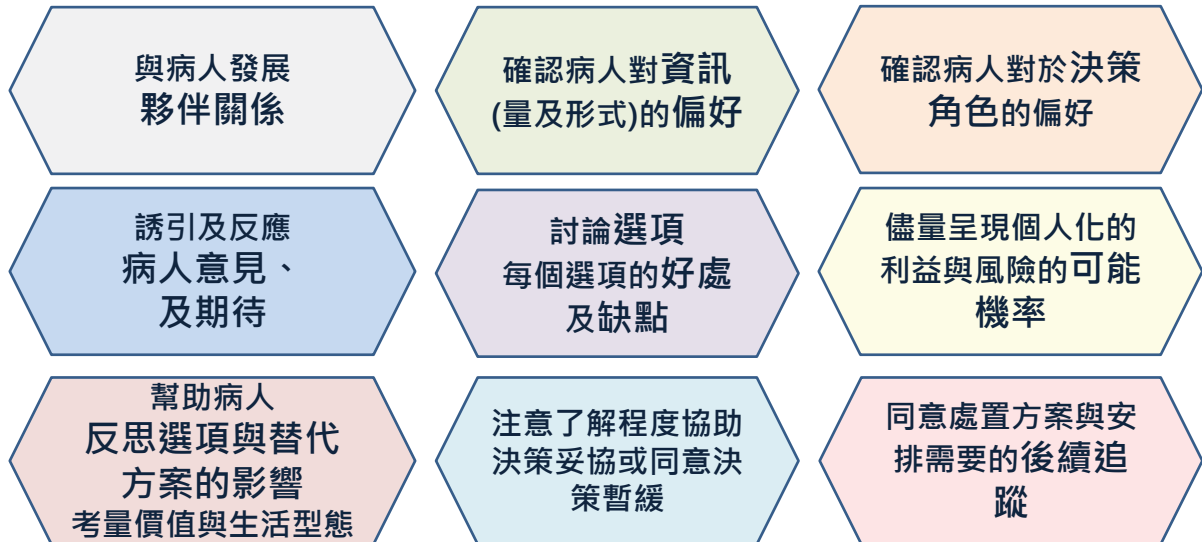 與病人發展
夥伴關係
確認病人對資訊
(量及形式)的偏好
確認病人對於決策
角色的偏好
誘引及反應
病人意見、
及期待
討論選項
每個選項的好處
及缺點
儘量呈現個人化的
利益與風險的可能
機率
幫助病人
反思選項與替代
方案的影響
考量價值與生活型態
注意了解程度協助
決策妥協或同意決
策暫緩
同意處置方案與安
排需要的後續追
蹤